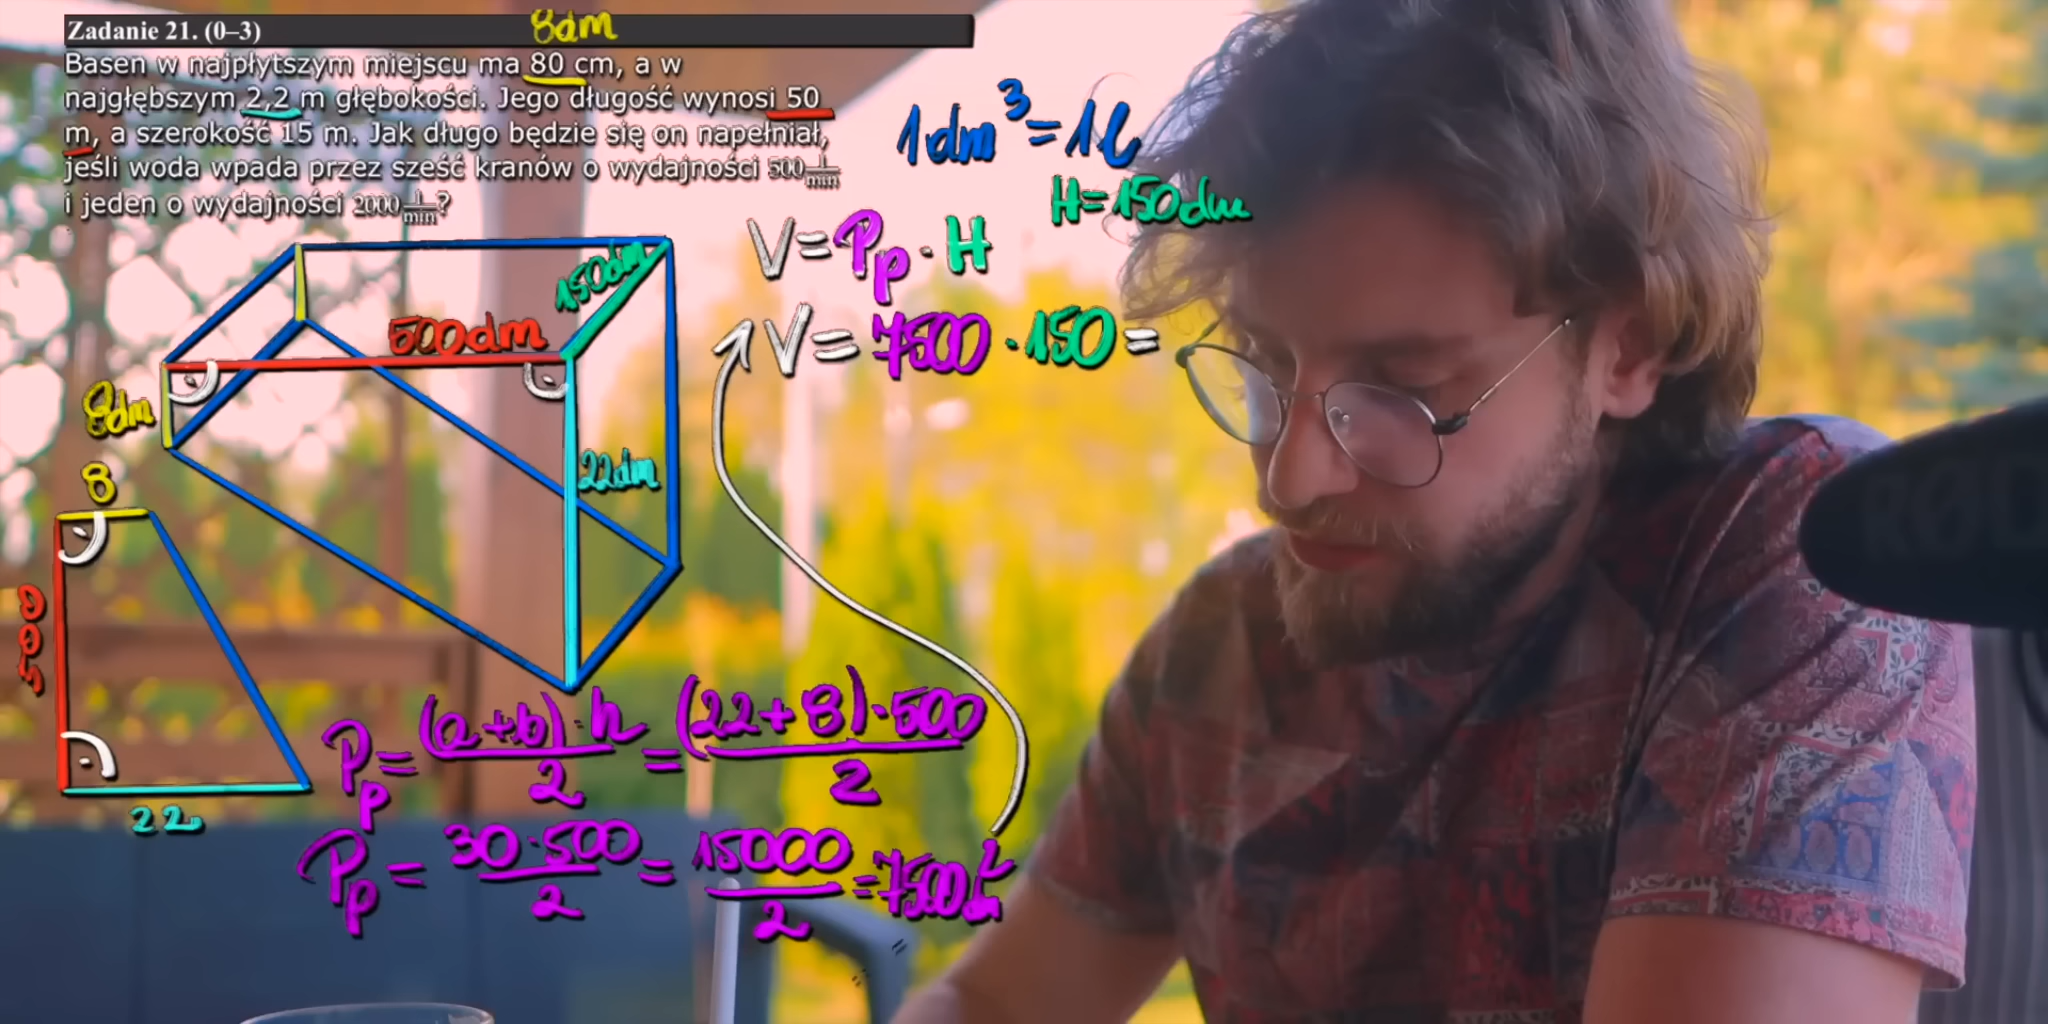 8dm
Zadanie 21. (0–3)
Basen w najpłytszym miejscu ma 80 cm, a w
najgłębszym 2,2 m głębokości. Jego długość wynosi 50
m, a szerokość 15 m. Jak długo będzie się on napełniał,
jeśli woda wpada przez sześć kranów o wydajności 500 l/min
i jeden o wydajności 2000 l/min?
1dm³=1l
H=150dm
V=Pp·H
V=7500·150=
150dm
500dm
8dm
22dm
8
500
22
Pp=(a+b)·h/2=(22+8)·500/2
Pp=30·500/2=15000/2=7500
RØD